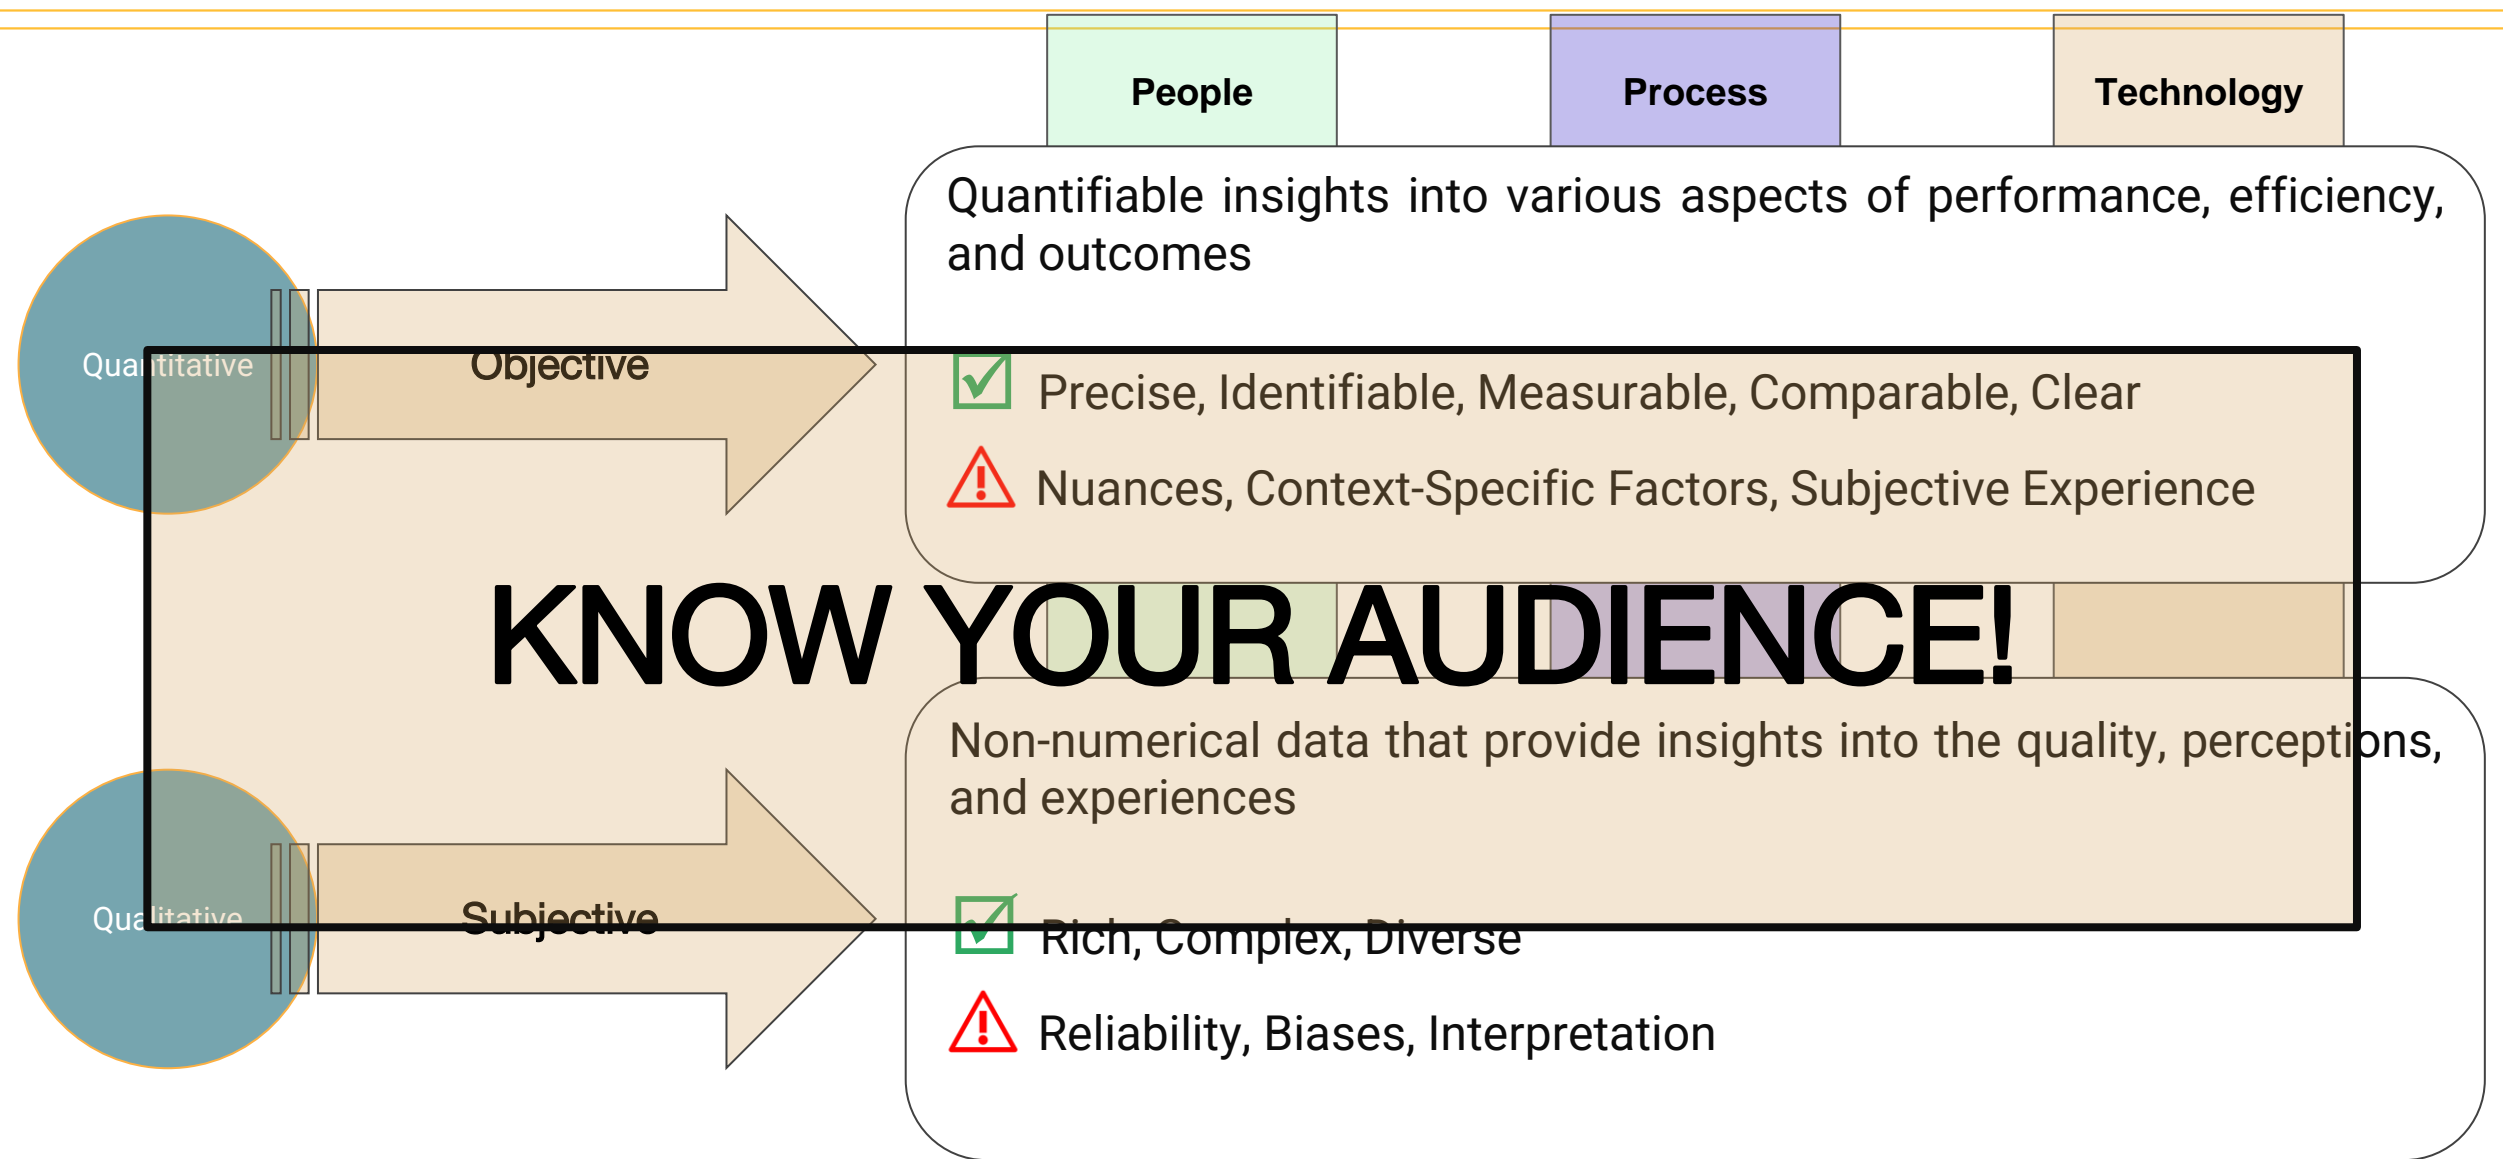 People
Process
Technology
Quantifiable insights into various aspects of performance, efficiency,
and outcomes
Quantitative
Objective
Precise, Identifiable, Measurable, Comparable, Clear
Nuances, Context-Specific Factors, Subjective Experience
KNOW YOUR AUDIENCE!
Non-numerical data that provide insights into the quality, perceptions,
and experiences
Qualitative
Subjective
Rich, Complex, Diverse
Reliability, Biases, Interpretation